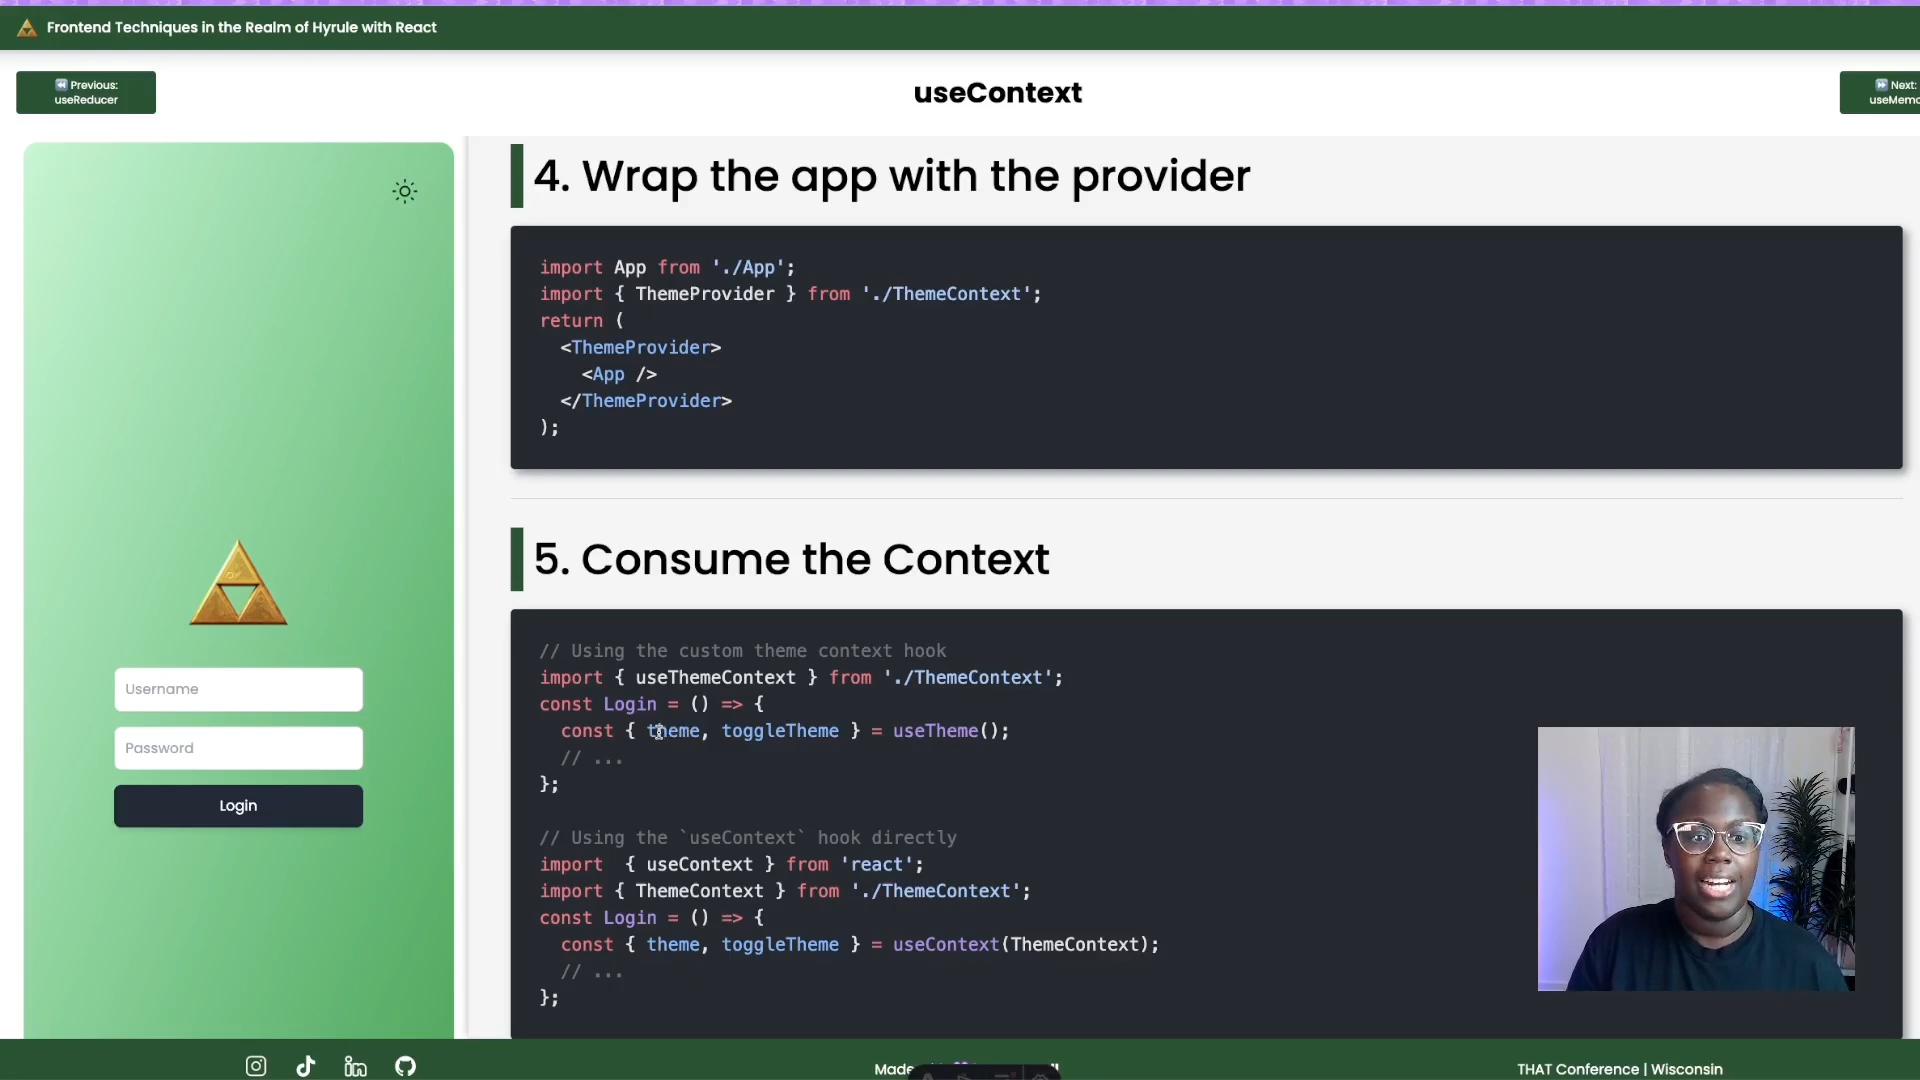 Frontend Techniques in the Realm of Hyrule with React
Previous:
useReducer
useContext
Next:
4. Wrap the app with the provider
import App from './App';
import { ThemeProvider } from './ThemeContext';
return (
  <ThemeProvider>
    <App />
  </ThemeProvider>
);
5. Consume the Context
// Using the custom theme context hook
import { useThemeContext } from './ThemeContext';
const Login = () => {
  const { theme, toggleTheme } = useTheme();
  // ...
};
// Using the `useContext` hook directly
import  { useContext } from 'react';
import { ThemeContext } from './ThemeContext';
const Login = () => {
  const { theme, toggleTheme } = useContext(ThemeContext);
  // ...
};
Username
Password
Login
Made
THAT Conference | Wisconsin